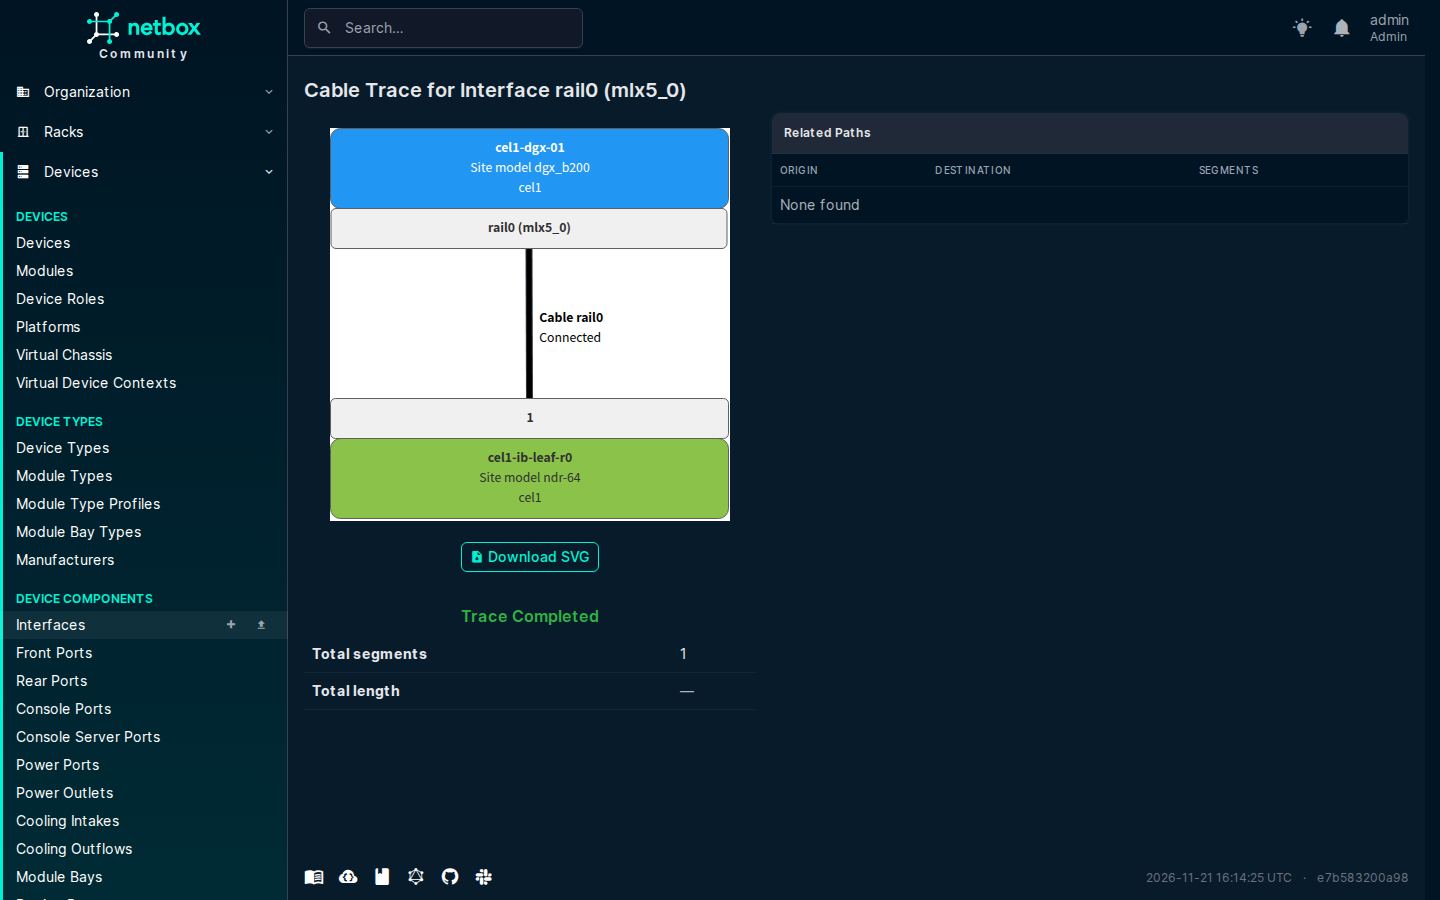 netbox
Community
Search...
admin
Admin
Organization
Racks
Devices
DEVICES
Devices
Modules
Device Roles
Platforms
Virtual Chassis
Virtual Device Contexts
DEVICE TYPES
Device Types
Module Types
Module Type Profiles
Module Bay Types
Manufacturers
DEVICE COMPONENTS
Interfaces
Front Ports
Rear Ports
Console Ports
Console Server Ports
Power Ports
Power Outlets
Cooling Intakes
Cooling Outflows
Module Bays
Cable Trace for Interface rail0 (mlx5_0)
cel1-dgx-01
Site model dgx_b200
cel1
rail0 (mlx5_0)
Cable rail0
Connected
1
cel1-ib-leaf-r0
Site model ndr-64
cel1
Download SVG
Trace Completed
Total segments 1
Total length —
Related Paths
ORIGIN DESTINATION SEGMENTS
None found
2026-11-21 16:14:25 UTC · e7b583200a98